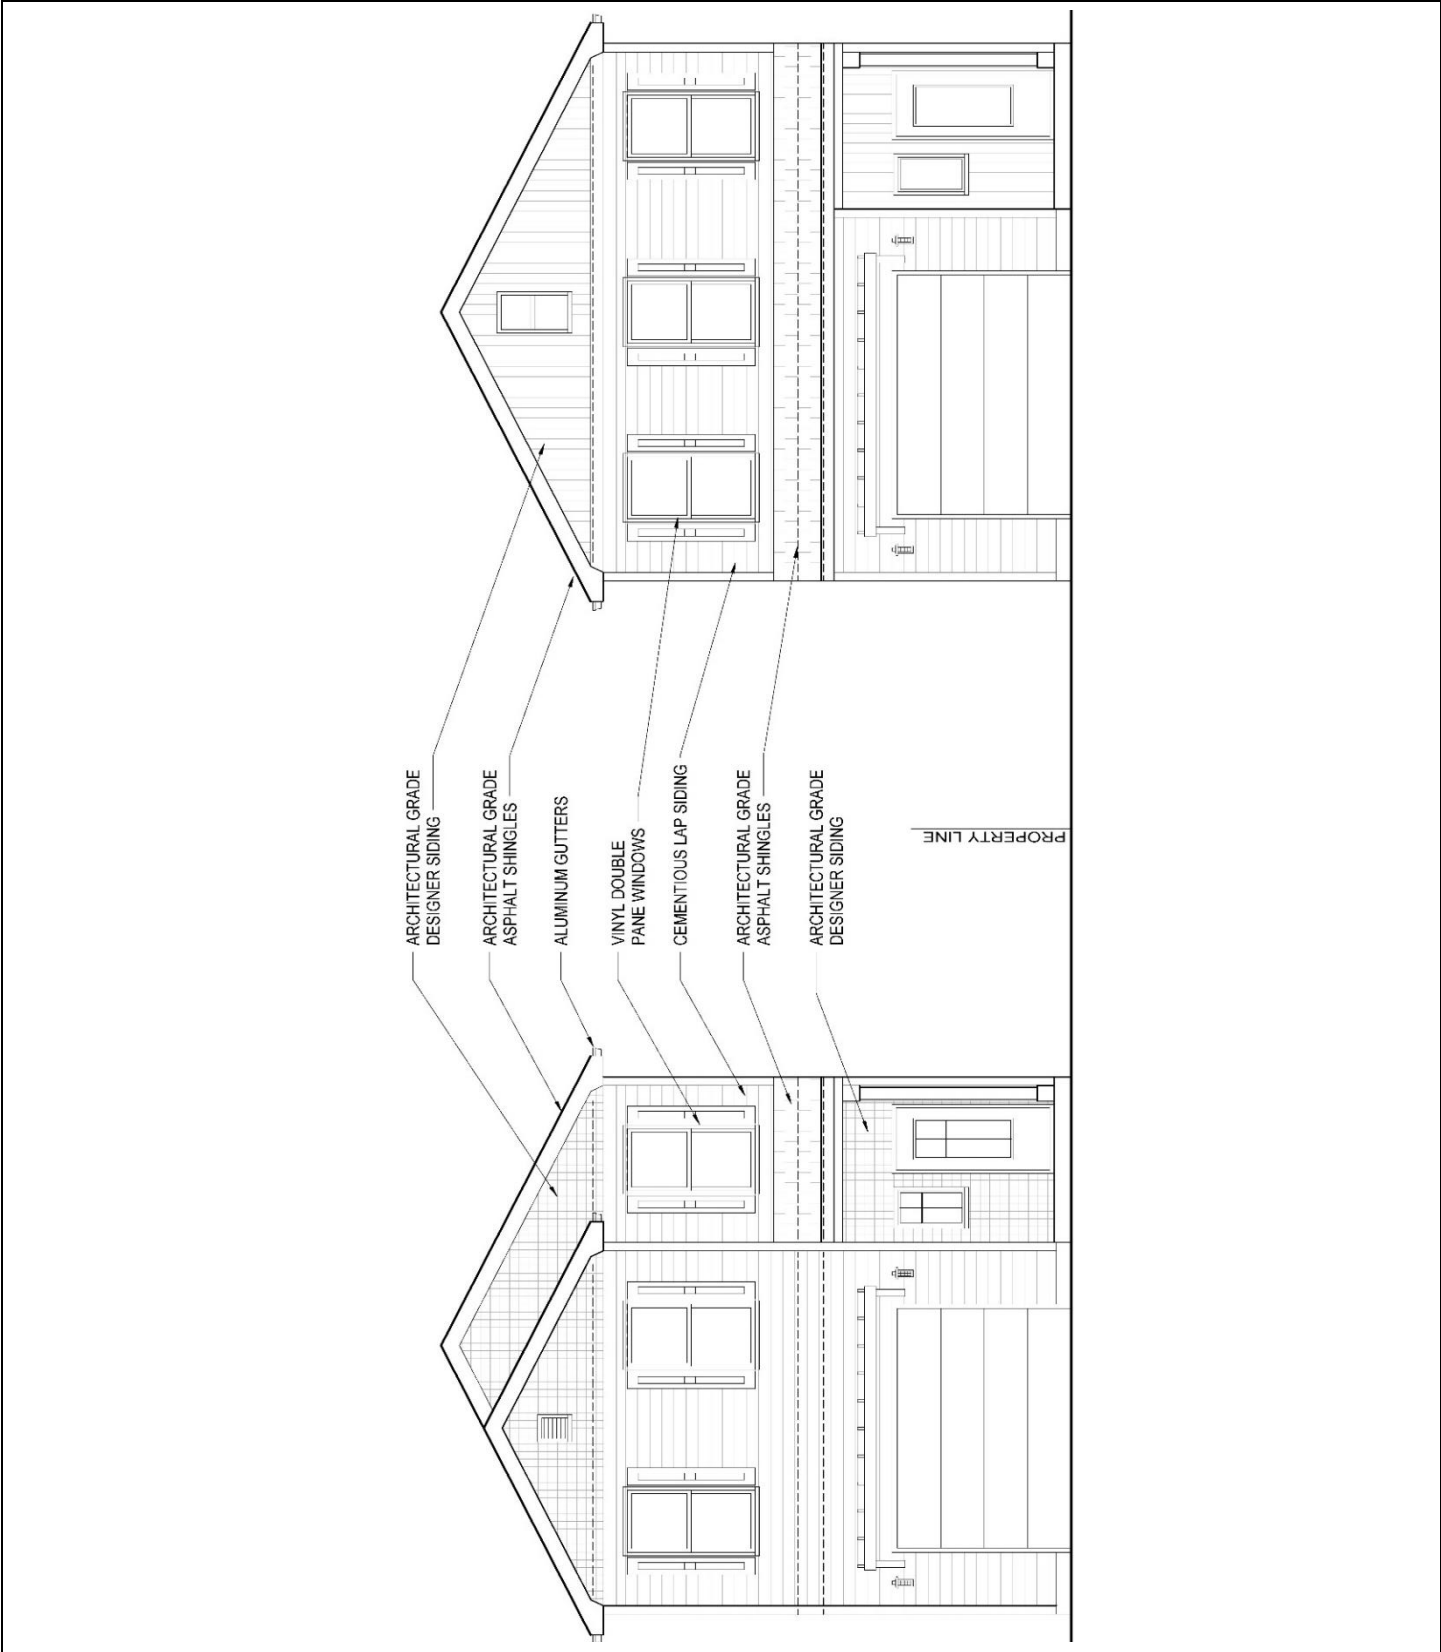 ARCHITECTURAL GRADE
DESIGNER SIDING
ARCHITECTURAL GRADE
ASPHALT SHINGLES
ALUMINUM GUTTERS
VINYL DOUBLE
PANE WINDOWS
CEMENTIOUS LAP SIDING
ARCHITECTURAL GRADE
ASPHALT SHINGLES
ARCHITECTURAL GRADE
DESIGNER SIDING
PROPERTY LINE